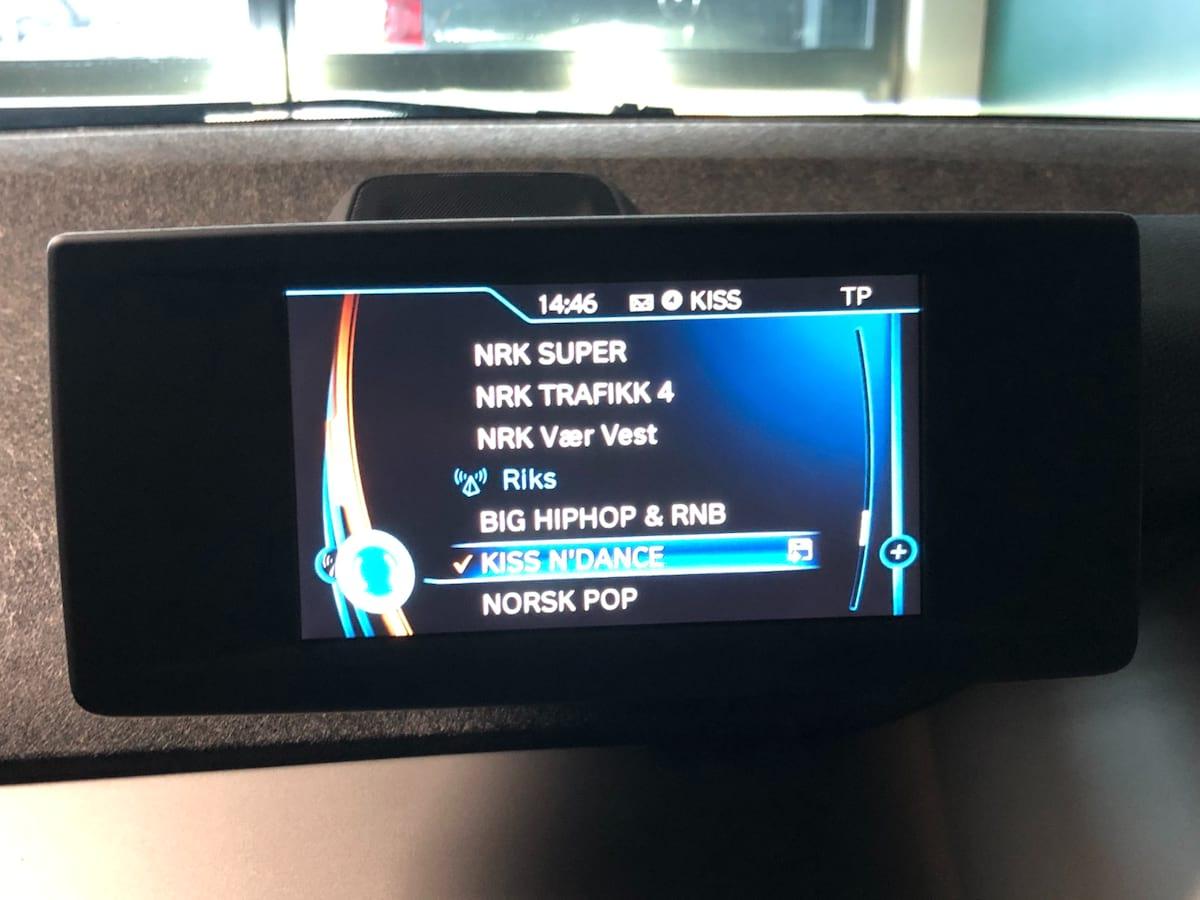 14:46 KISS TP
NRK SUPER
NRK TRAFIKK 4
NRK Vær Vest
Riks
BIG HIPHOP & RNB
KISS N'DANCE
NORSK POP